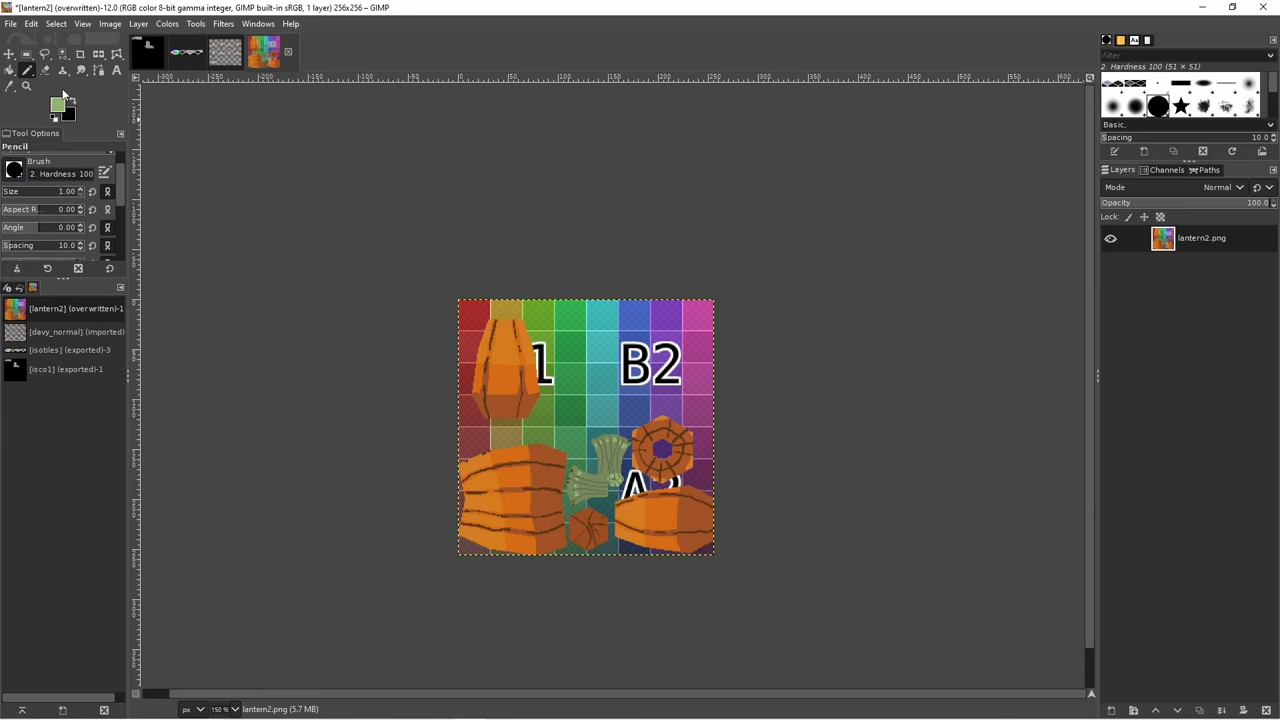 *[lantern2] (overwritten)-12.0 (RGB color 8-bit gamma integer, GIMP built-in sRGB, 1 layer) 256x256 – GIMP
File Edit Select View Image Layer Colors Tools Filters Windows Help
Tool Options
Pencil
Brush
2. Hardness 100
Size 1.00
Aspect R... 0.00
Angle 0.00
Spacing 10.0
[lantern2] (overwritten)-1
[davy_normal] (imported)
[isotiles] (exported)-3
[isco1] (exported)-1
1 B2
px 150 % lantern2.png (5.7 MB)
filter
2. Hardness 100 (51 × 51)
Basic,
Spacing 10.0
Layers Channels Paths
Mode Normal
Opacity 100.0
Lock:
lantern2.png